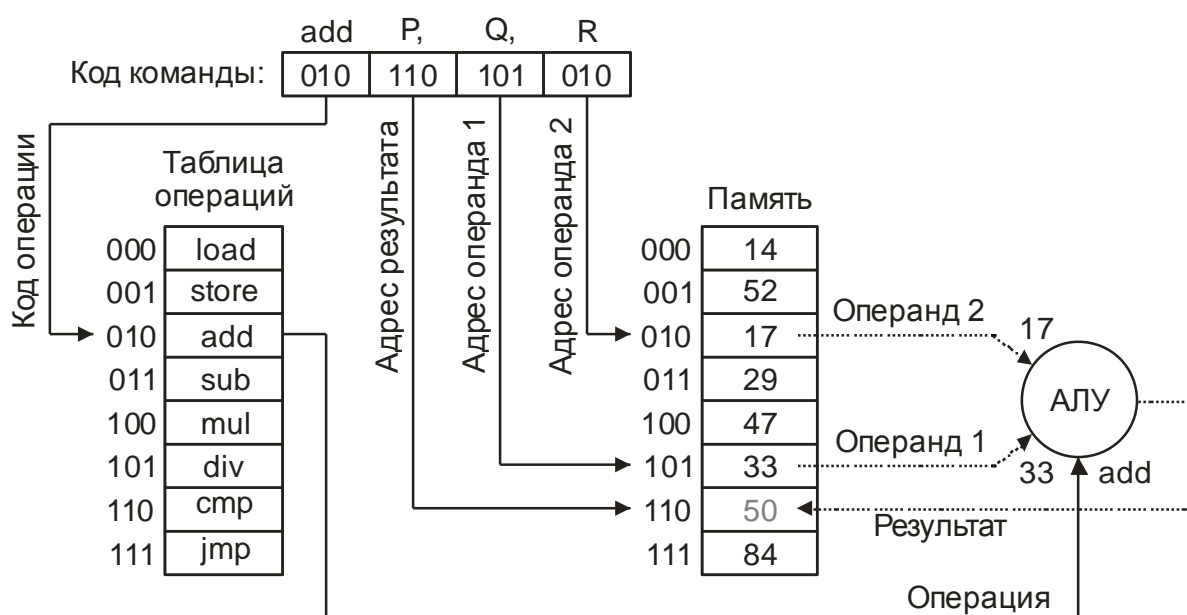 add P, Q, R
Код команды: 010 110 101 010
Код операции
Адрес результата
Адрес операнда 1
Адрес операнда 2
Таблица
операций
000 load
001 store
010 add
011 sub
100 mul
101 div
110 cmp
111 jmp
Память
000 14
001 52
010 17
011 29
100 47
101 33
110 50
111 84
Операнд 2
17
АЛУ
Операнд 1
33 add
Результат
Операция